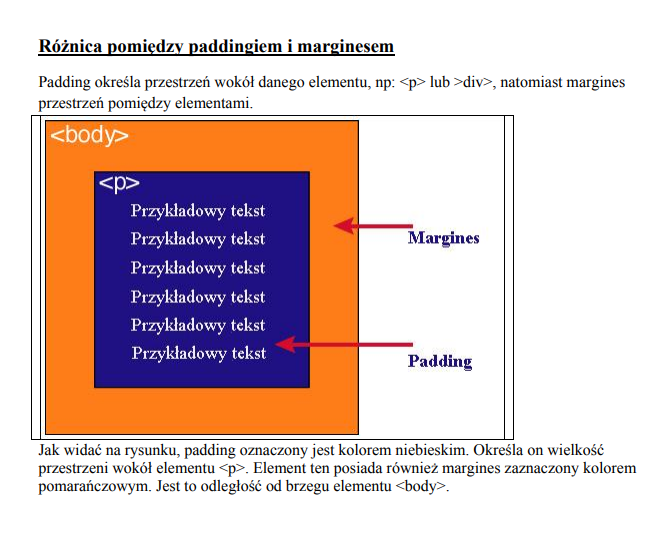 Różnica pomiędzy paddingiem i marginesem
Padding określa przestrzeń wokół danego elementu, np: <p> lub >div>, natomiast margines
przestrzeń pomiędzy elementami.
<body>
<p>
Przykładowy tekst
Przykładowy tekst
Przykładowy tekst
Przykładowy tekst
Przykładowy tekst
Przykładowy tekst
Margines
Padding
Jak widać na rysunku, padding oznaczony jest kolorem niebieskim. Określa on wielkość
przestrzeni wokół elementu <p>. Element ten posiada również margines zaznaczony kolorem
pomarańczowym. Jest to odległość od brzegu elementu <body>.